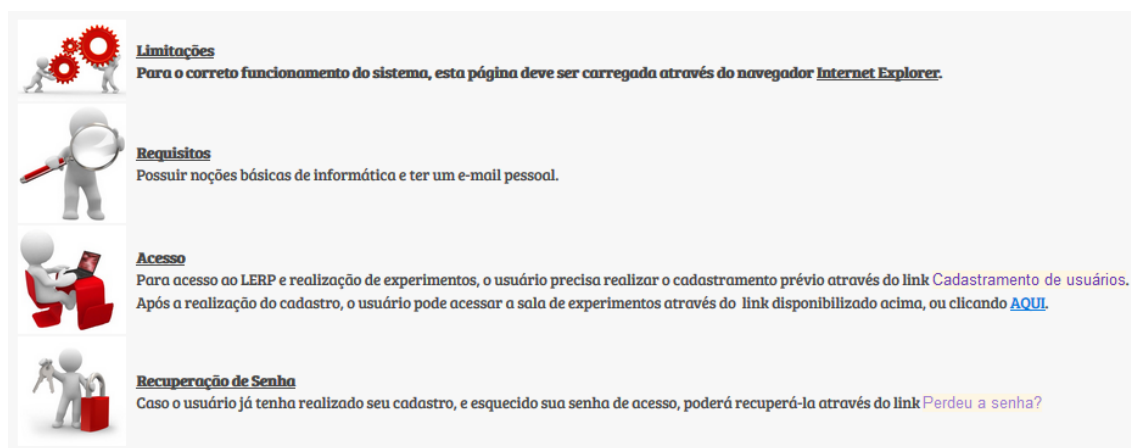 Limitações
Para o correto funcionamento do sistema, esta página deve ser carregada através do navegador Internet Explorer.
Requisitos
Possuir noções básicas de informática e ter um e-mail pessoal.
Acesso
Para acesso ao LERP e realização de experimentos, o usuário precisa realizar o cadastramento prévio através do link Cadastramento de usuários.
Após a realização do cadastro, o usuário pode acessar a sala de experimentos através do link disponibilizado acima, ou clicando AQUI.
Recuperação de Senha
Caso o usuário já tenha realizado seu cadastro, e esquecido sua senha de acesso, poderá recuperá-la através do link Perdeu a senha?